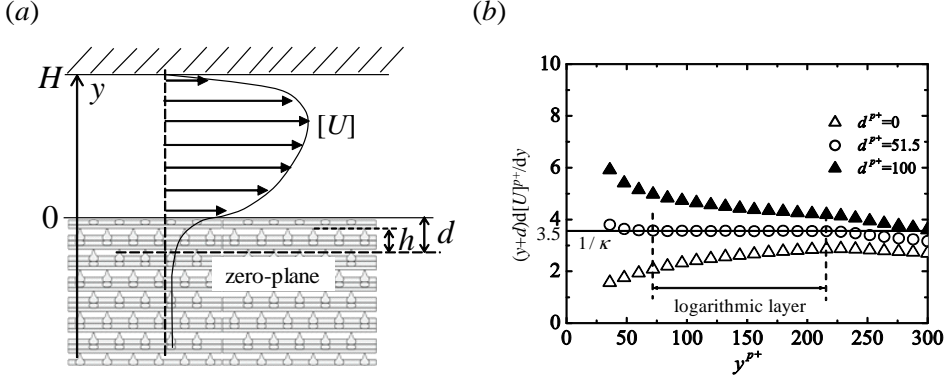 (a)
H
y
[U]
0
h
d
zero-plane
(b)
(y+d)d[U]ᵖ⁺/dy
10
8
6
4
3.5
2
0
1/κ
dᵖ⁺=0
dᵖ⁺=51.5
dᵖ⁺=100
logarithmic layer
0 50 100 150 200 250 300
yᵖ⁺